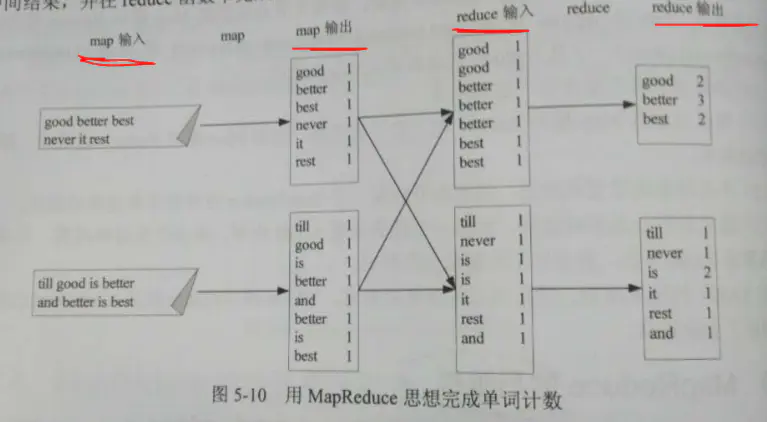 间结果，并在 reduce 函数中
map 输入
map
map 输出
reduce 输入
reduce
reduce 输出
good better best
never it rest
good 1
better 1
best 1
never 1
it 1
rest 1
good 1
good 1
better 1
better 1
better 1
best 1
best 1
good 2
better 3
best 2
till good is better
and better is best
till 1
good 1
is 1
better 1
and 1
better 1
is 1
best 1
till 1
never 1
is 1
is 1
it 1
rest 1
and 1
till 1
never 1
is 2
it 1
rest 1
and 1
图 5-10 用 MapReduce 思想完成单词计数